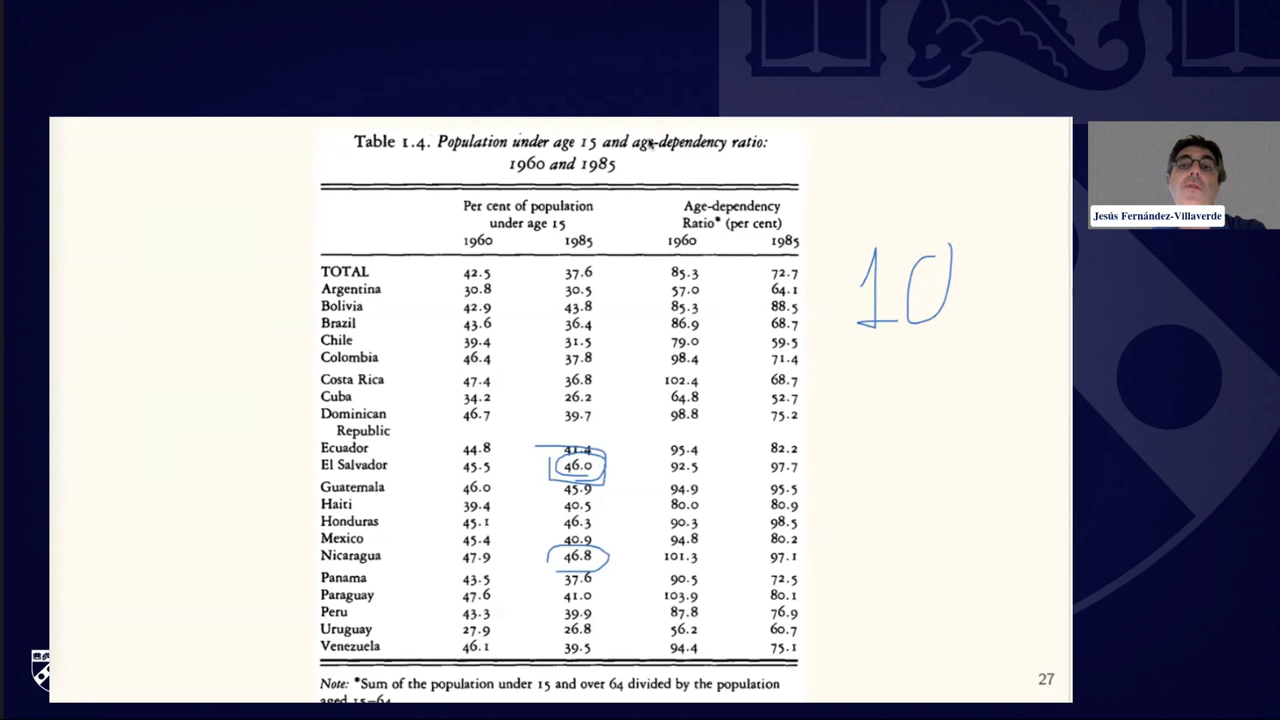 Table 1.4. Population under age 15 and age-dependency ratio:
1960 and 1985
Per cent of population Age-dependency
under age 15 Ratio* (per cent)
1960 1985 1960 1985
TOTAL 42.5 37.6 85.3 72.7
Argentina 30.8 30.5 57.0 64.1
Bolivia 42.9 43.8 85.3 88.5
Brazil 43.6 36.4 86.9 68.7
Chile 39.4 31.5 79.0 59.5
Colombia 46.4 37.8 98.4 71.4
Costa Rica 47.4 36.8 102.4 68.7
Cuba 34.2 26.2 64.8 52.7
Dominican 46.7 39.7 98.8 75.2
Republic
Ecuador 44.8 41.4 95.4 82.2
El Salvador 45.5 46.0 92.5 97.7
Guatemala 46.0 45.9 94.9 95.5
Haiti 39.4 40.5 80.0 80.9
Honduras 45.1 46.3 90.3 98.5
Mexico 45.4 40.9 94.8 80.2
Nicaragua 47.9 46.8 101.3 97.1
Panama 43.5 37.6 90.5 72.5
Paraguay 47.6 41.0 103.9 80.1
Peru 43.3 39.9 87.8 76.9
Uruguay 27.9 26.8 56.2 60.7
Venezuela 46.1 39.5 94.4 75.1
Note: *Sum of the population under 15 and over 64 divided by the population
aged 15–64
10
27
Jesús Fernández-Villaverde